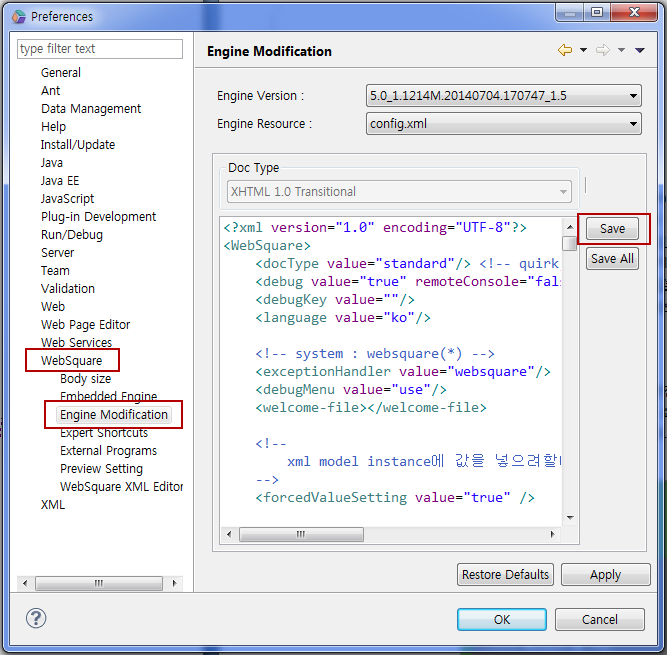 Preferences
type filter text
General
Ant
Data Management
Help
Install/Update
Java
Java EE
JavaScript
Plug-in Development
Run/Debug
Server
Team
Validation
Web
Web Page Editor
Web Services
WebSquare
Body size
Embedded Engine
Engine Modification
Expert Shortcuts
External Programs
Preview Setting
WebSquare XML Editor
XML
Engine Modification
Engine Version :
5.0_1.1214M.20140704.170747_1.5
Engine Resource :
config.xml
Doc Type
XHTML 1.0 Transitional
<?xml version="1.0" encoding="UTF-8"?>
<WebSquare>
<docType value="standard"/> <!-- quirk
<debug value="true" remoteConsole="fals
<debugKey value=""/>
<language value="ko"/>
<!-- system : websquare(*) -->
<exceptionHandler value="websquare"/>
<debugMenu value="use"/>
<welcome-file></welcome-file>
<!--
xml model instance에 값을 넣으려할
-->
<forcedValueSetting value="true" />
Save
Save All
Restore Defaults
Apply
?
OK
Cancel